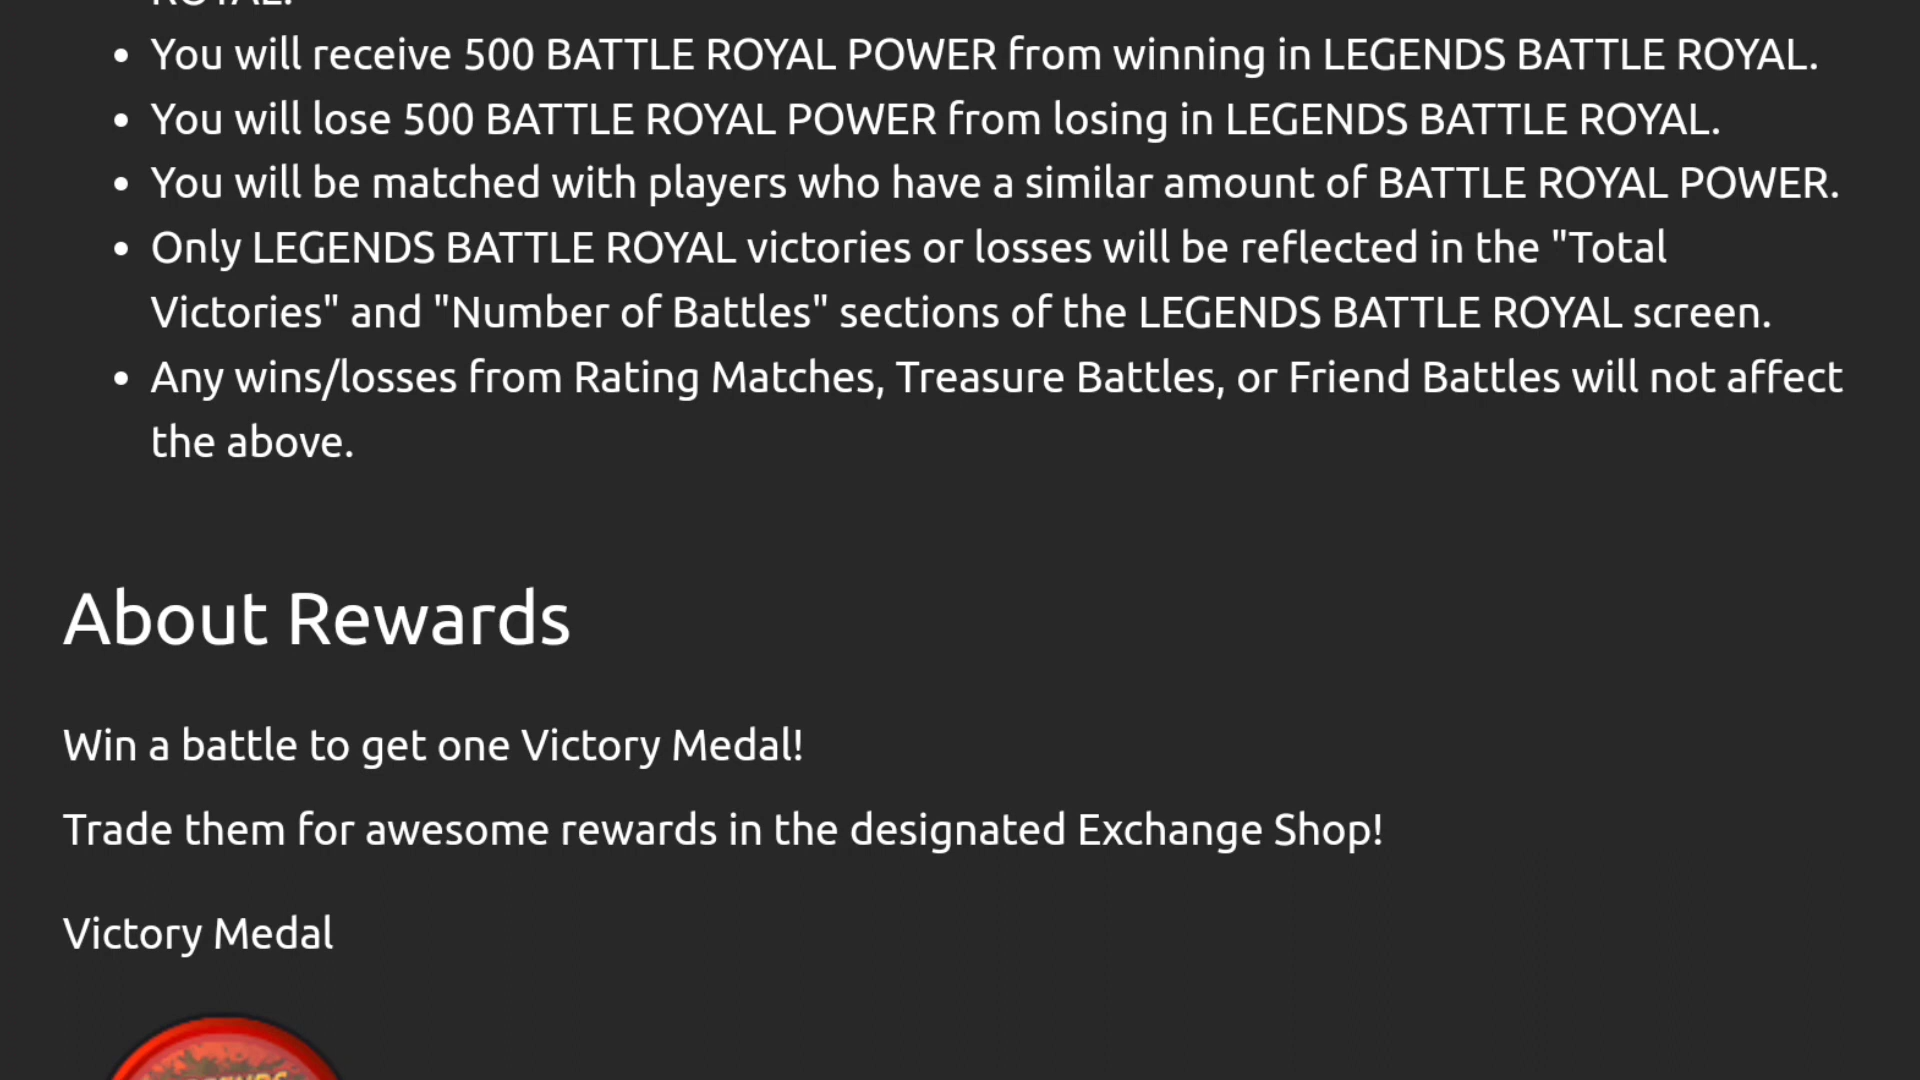 ROYAL.
• You will receive 500 BATTLE ROYAL POWER from winning in LEGENDS BATTLE ROYAL.
• You will lose 500 BATTLE ROYAL POWER from losing in LEGENDS BATTLE ROYAL.
• You will be matched with players who have a similar amount of BATTLE ROYAL POWER.
• Only LEGENDS BATTLE ROYAL victories or losses will be reflected in the "Total
Victories" and "Number of Battles" sections of the LEGENDS BATTLE ROYAL screen.
• Any wins/losses from Rating Matches, Treasure Battles, or Friend Battles will not affect
the above.
About Rewards
Win a battle to get one Victory Medal!
Trade them for awesome rewards in the designated Exchange Shop!
Victory Medal